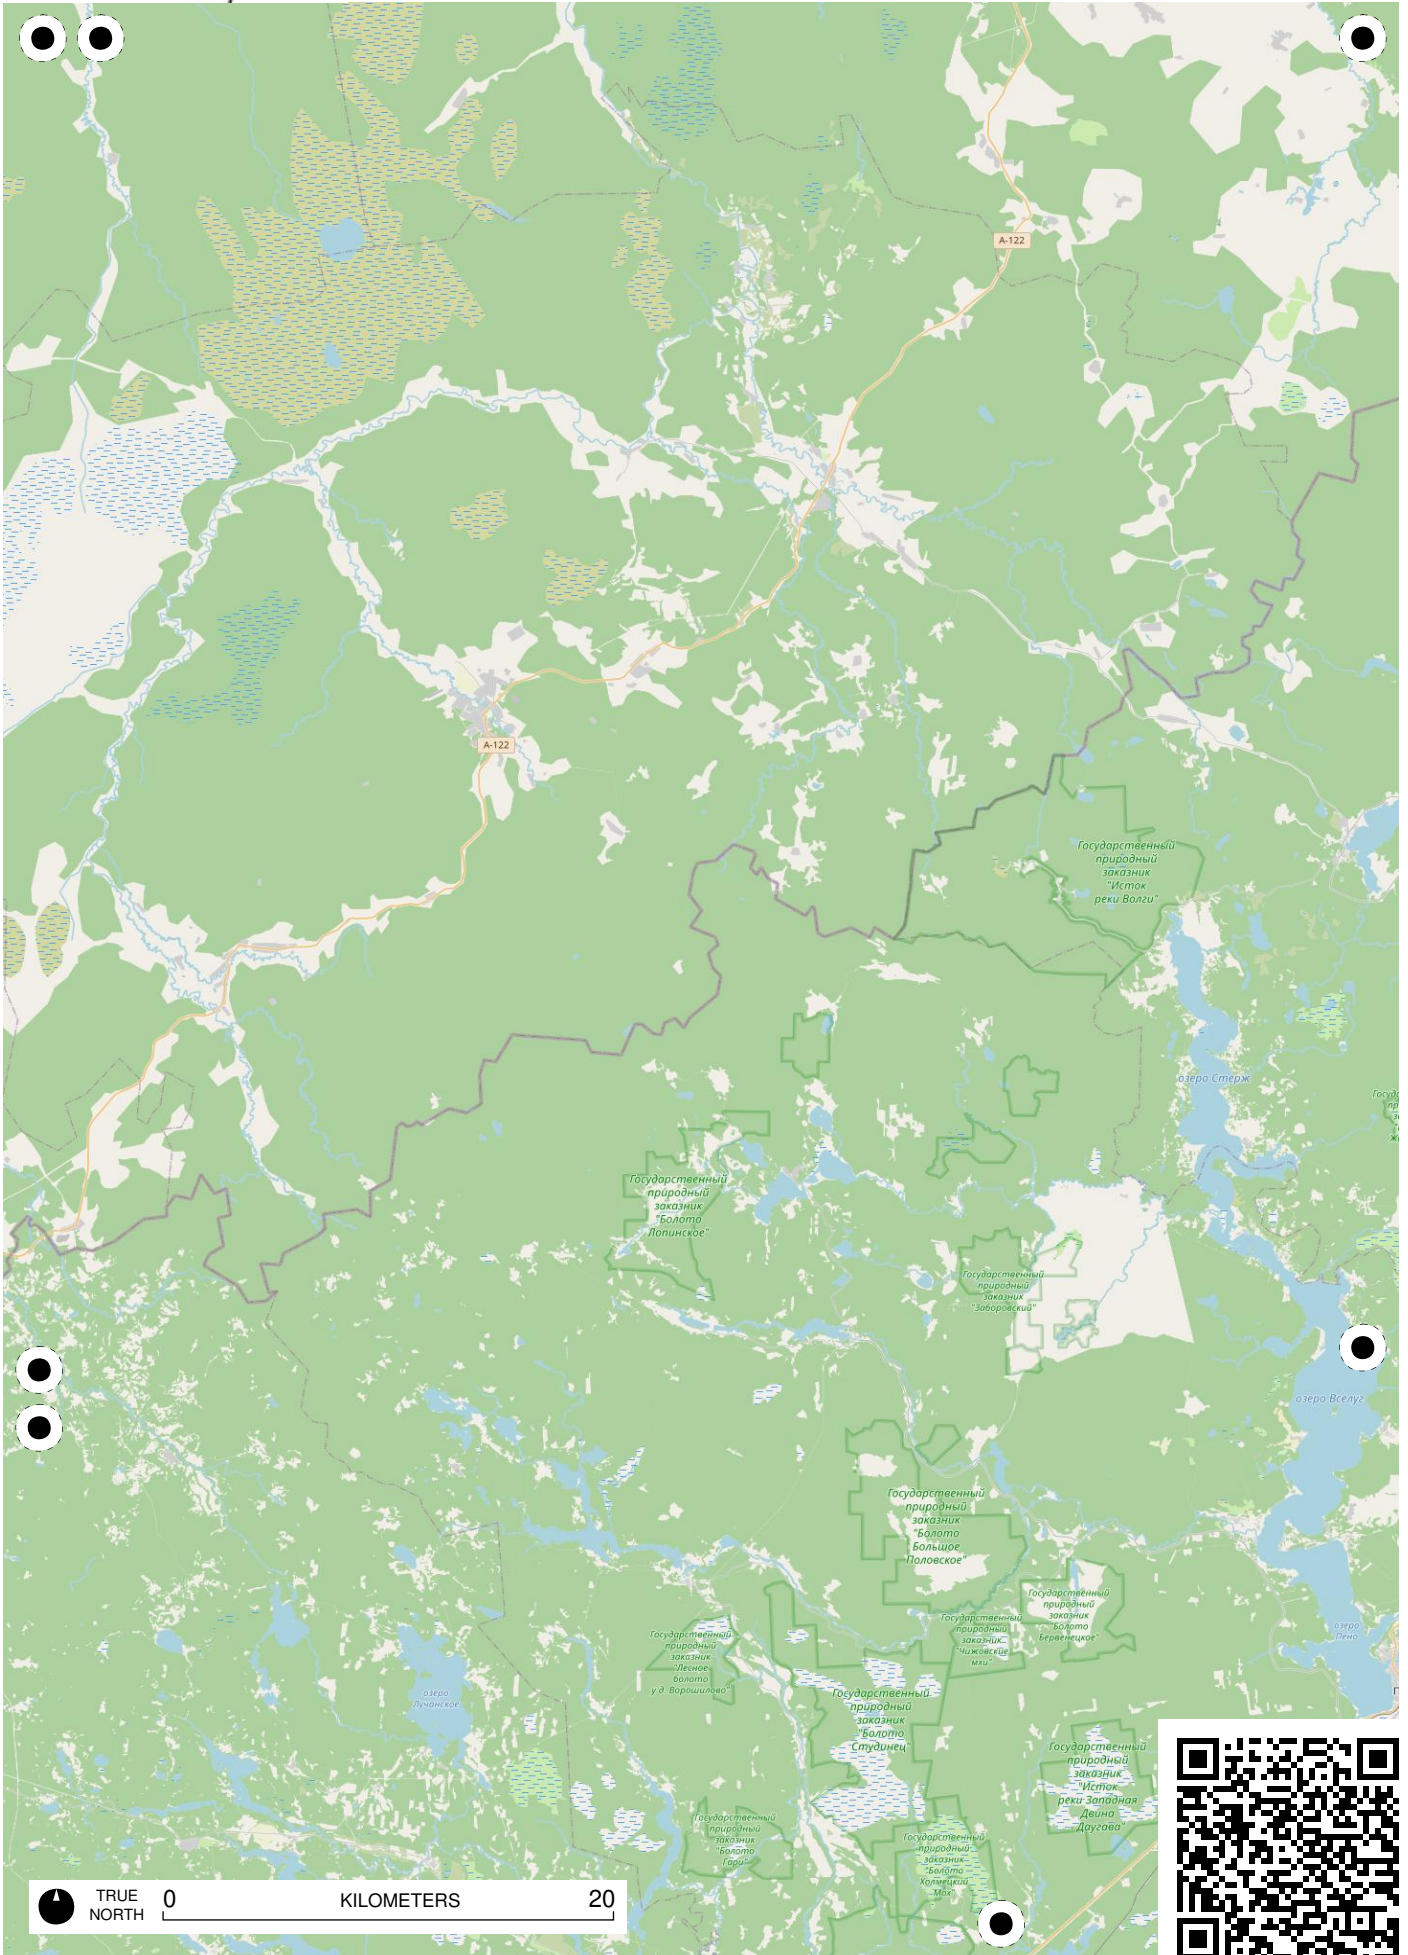 А-122
А-122
Государственный
природный
заказник
"Исток
реки Волги"
озеро Стерж
Государственный
природный
заказник
"Болото
Лопинское"
Государственный
природный
заказник
"Заборовский"
озеро Вселуг
Государственный
природный
заказник
"Болото
Большое
Половское"
Государственный
природный
заказник
"Болото
Бервенецкое"
Государственный
природный
заказник
"Чижовские
мхи"
озеро
Пено
Государственный
природный
заказник
"Лесное
болото
у д. Ворошилово"
озеро
Лучанское
Государственный
природный
заказник
"Болото
Студинец"
Государственный
природный
заказник
"Исток
реки Западная
Двина
Даугава"
Государственный
природный
заказник
"Болото
Гари"
Государственный
природный
заказник
"Болото
Холмецкий
Мох"
TRUE
NORTH
0 KILOMETERS 20